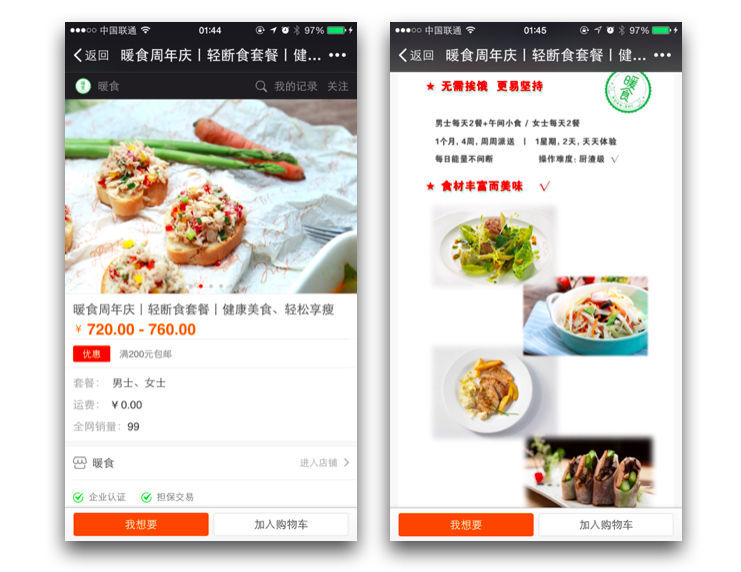 中国联通
01:44
97%
返回
暖食周年庆丨轻断食套餐丨健...
暖食
我的记录
关注
暖食周年庆丨轻断食套餐丨健康美食、轻松享瘦
¥ 720.00 - 760.00
优惠 满200元包邮
套餐： 男士、女士
运费： ¥ 0.00
全网销量： 99
暖食
进入店铺
企业认证
担保交易
我想要
加入购物车
中国联通
01:45
97%
返回
暖食周年庆丨轻断食套餐丨健...
暖食
★ 无需挨饿 更易坚持
男士每天2餐+午间小食 / 女士每天2餐
1个月, 4周, 周周派送 | 1星期, 2天, 天天体验
每日能量不间断 操作难度: 厨渣级 √
★ 食材丰富而美味 √
我想要
加入购物车